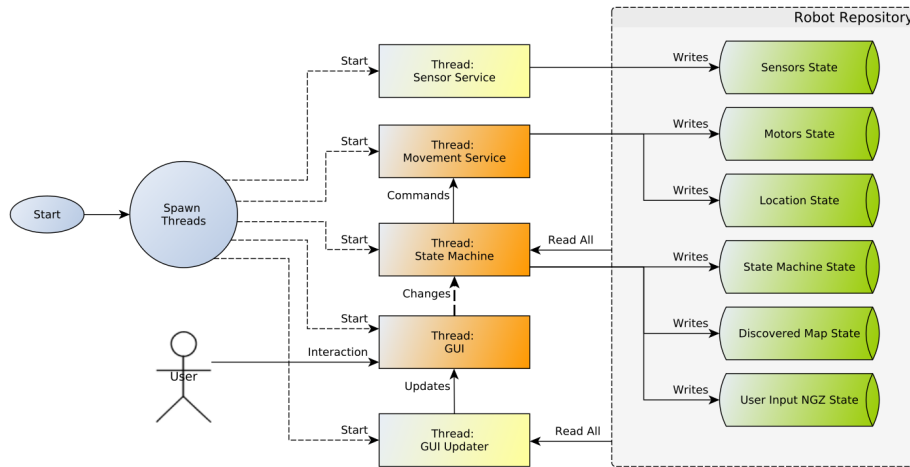 Robot Repository
Start
Thread:
Sensor Service
Writes
Sensors State
Start
Thread:
Movement Service
Writes
Motors State
Commands
Writes
Location State
Start
Spawn
Threads
Start
Thread:
State Machine
Read All
Writes
State Machine State
Changes
Start
Thread:
GUI
Writes
Discovered Map State
Interaction
User
Updates
Writes
User Input NGZ State
Start
Thread:
GUI Updater
Read All